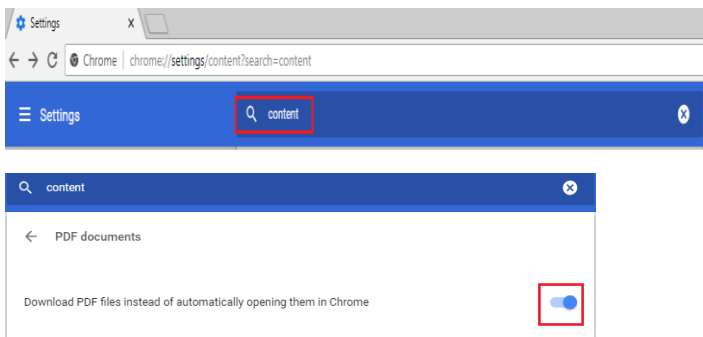 Settings
Chrome | chrome://settings/content?search=content
Settings
content
content
PDF documents
Download PDF files instead of automatically opening them in Chrome